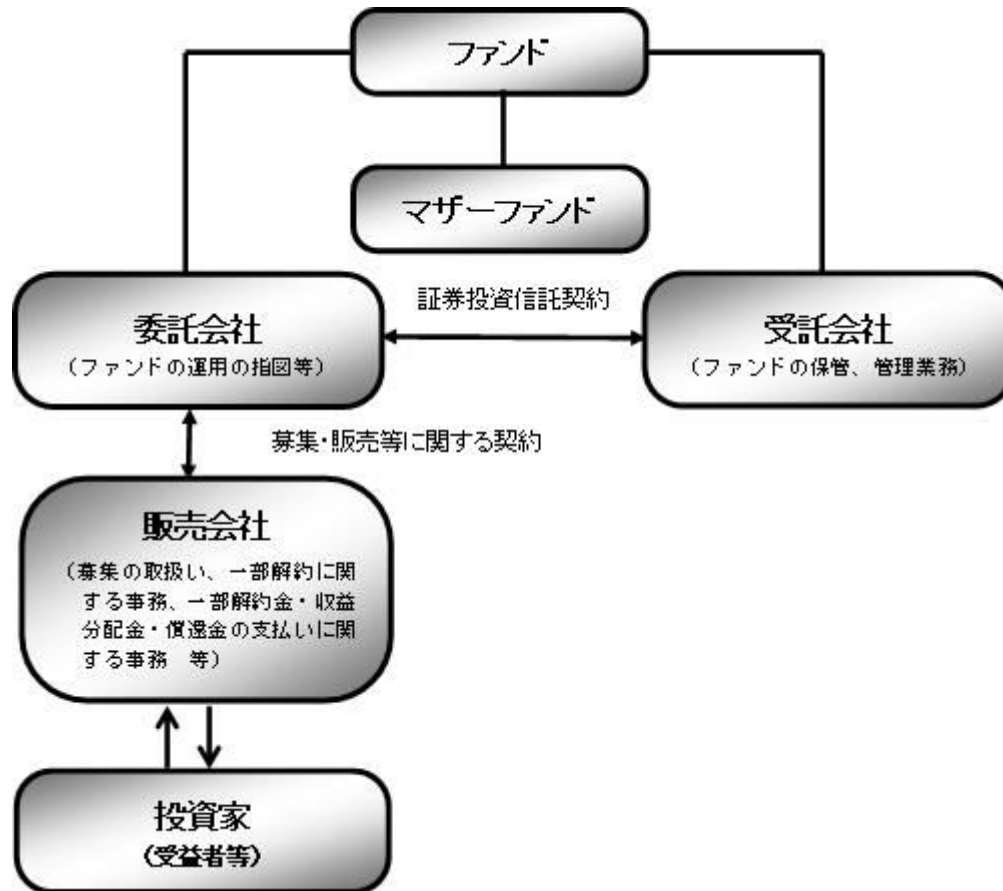 ファンド
マザーファンド
証券投資信託契約
委託会社
（ファンドの運用の指図等）
受託会社
（ファンドの保管、管理業務）
募集・販売等に関する契約
販売会社
（募集の取扱い、一部解約に関
する事務、一部解約金・収益
分配金・償還金の支払いに関
する事務　等）
投資家
（受益者等）